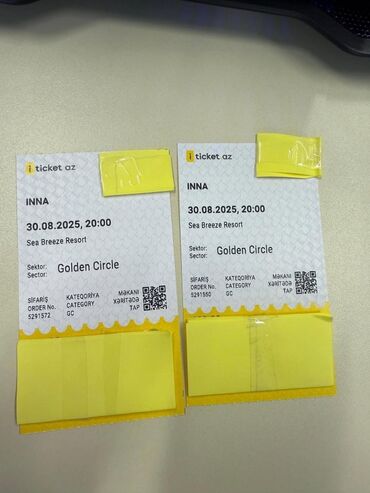 iticket.az
INNA
30.08.2025, 20:00
Sea Breeze Resort
Sektor:
Sector:
Golden Circle
SİFARİŞ
ORDER No.
5291572
KATEQORİYA
CATEGORY
GC
MƏKANI
XƏRİTƏDƏ
TAP
iticket.az
INNA
30.08.2025, 20:00
Sea Breeze Resort
Sektor:
Sector:
Golden Circle
SİFARİŞ
ORDER No.
5291550
KATEQORİYA
CATEGORY
GC
MƏKANI
XƏRİTƏDƏ
TAP